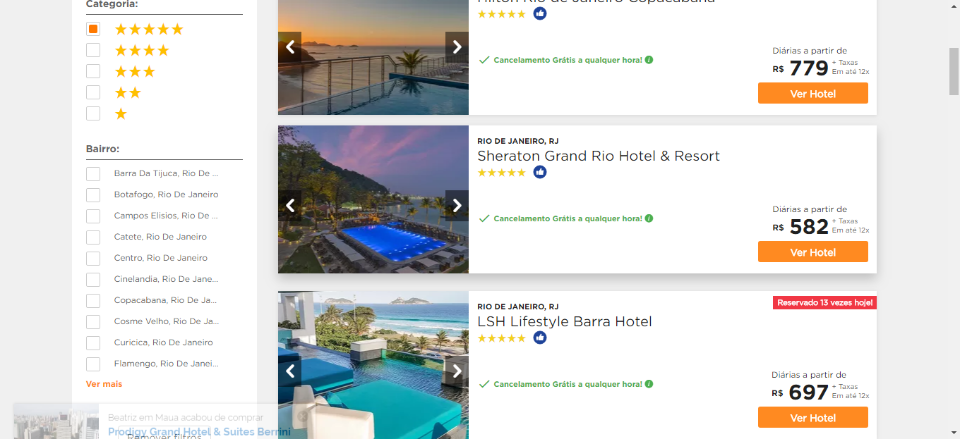 Categoria:
Bairro:
Barra Da Tijuca, Rio De ...
Botafogo, Rio De Janeiro
Campos Elisios, Rio De ...
Catete, Rio De Janeiro
Centro, Rio De Janeiro
Cinelandia, Rio De Jane...
Copacabana, Rio De Ja...
Cosme Velho, Rio De Ja...
Curicica, Rio De Janeiro
Flamengo, Rio De Janei...
Ver mais
Beatriz em Maua acabou de comprar
Prodigy Grand Hotel & Suites Berrini
Remover filtros
Hilton Rio de Janeiro Copacabana
Cancelamento Grátis a qualquer hora!
Diárias a partir de
R$ 779 + Taxas
Em até 12x
Ver Hotel
RIO DE JANEIRO, RJ
Sheraton Grand Rio Hotel & Resort
Cancelamento Grátis a qualquer hora!
Diárias a partir de
R$ 582 + Taxas
Em até 12x
Ver Hotel
Reservado 13 vezes hoje!
RIO DE JANEIRO, RJ
LSH Lifestyle Barra Hotel
Cancelamento Grátis a qualquer hora!
Diárias a partir de
R$ 697 + Taxas
Em até 12x
Ver Hotel